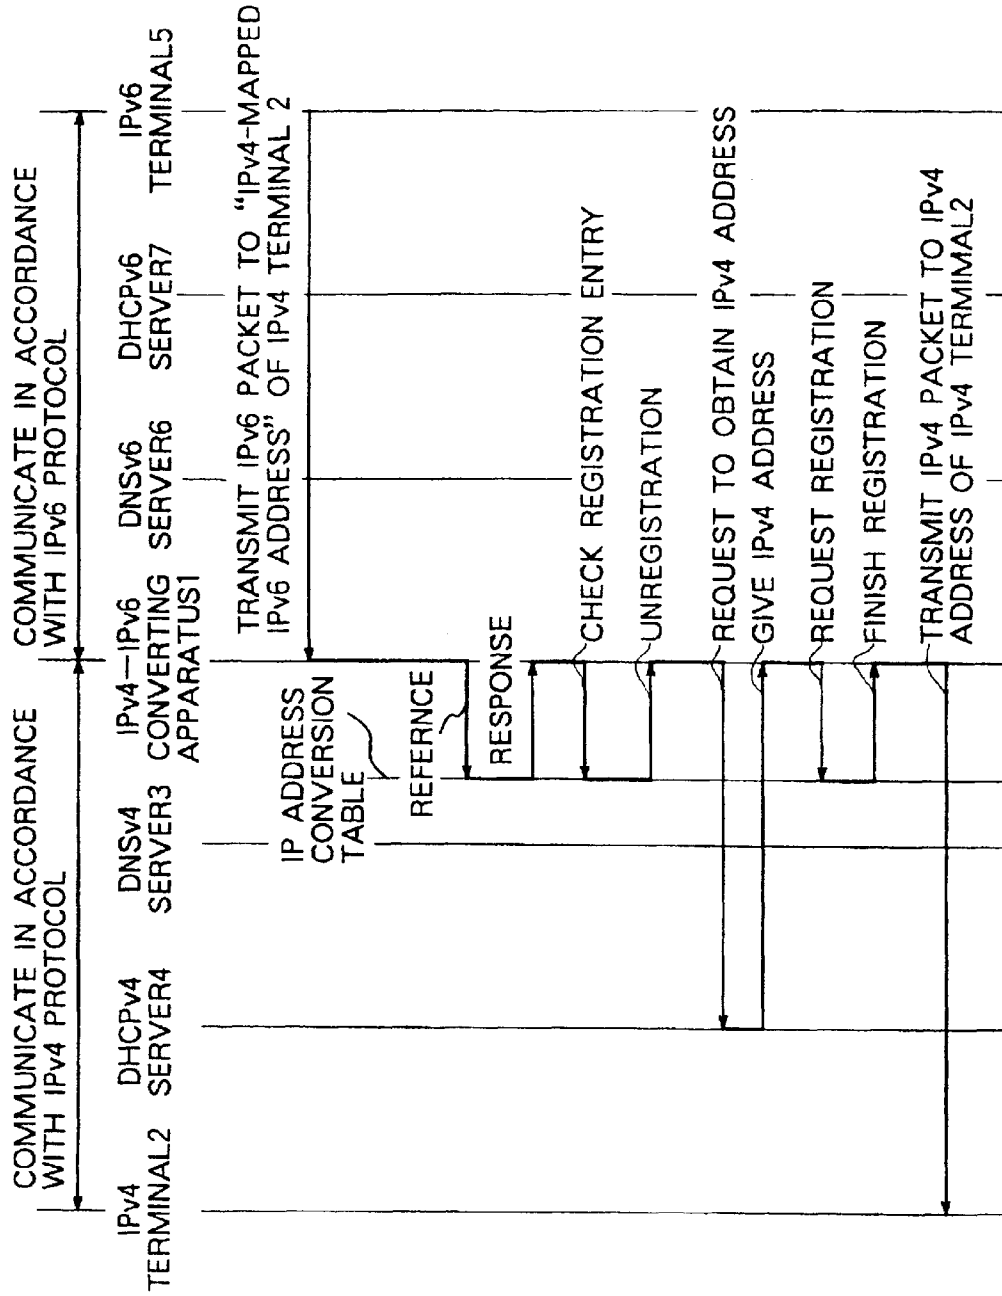 COMMUNICATE IN ACCORDANCE
WITH IPv4 PROTOCOL
COMMUNICATE IN ACCORDANCE
WITH IPv6 PROTOCOL
IPv4
TERMINAL2
DHCPv4
SERVER4
DNSv4
SERVER3
IPv4-IPv6
CONVERTING
APPARATUS1
DNSv6
SERVER6
DHCPv6
SERVER7
IPv6
TERMINAL5
TRANSMIT IPv6 PACKET TO "IPv4-MAPPED
IPv6 ADDRESS" OF IPv4 TERMINAL 2
IP ADDRESS
CONVERSION
TABLE
REFERNCE
RESPONSE
CHECK REGISTRATION ENTRY
UNREGISTRATION
REQUEST TO OBTAIN IPv4 ADDRESS
GIVE IPv4 ADDRESS
REQUEST REGISTRATION
FINISH REGISTRATION
TRANSMIT IPv4 PACKET TO IPv4
ADDRESS OF IPv4 TERMIMAL2